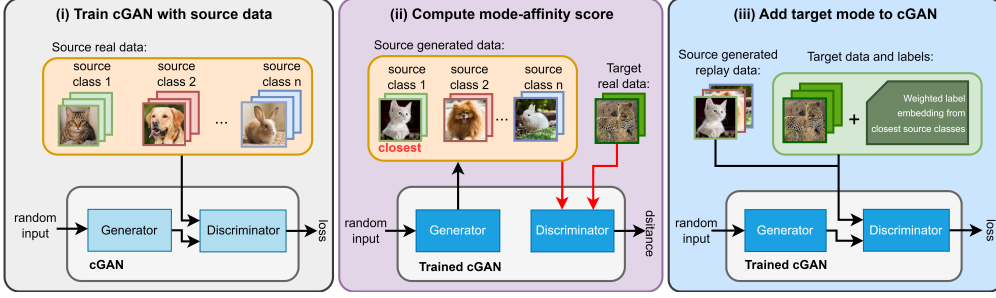 (i) Train cGAN with source data
Source real data:
source
class 1
source
class 2
source
class n
...
random
input
Generator
Discriminator
loss
cGAN
(ii) Compute mode-affinity score
Source generated data:
source
class 1
source
class 2
source
class n
...
closest
Target
real data:
random
input
Generator
Discriminator
dsitance
Trained cGAN
(iii) Add target mode to cGAN
Source generated
replay data:
Target data and labels:
+
Weighted label
embedding from
closest source classes
random
input
Generator
Discriminator
loss
Trained cGAN